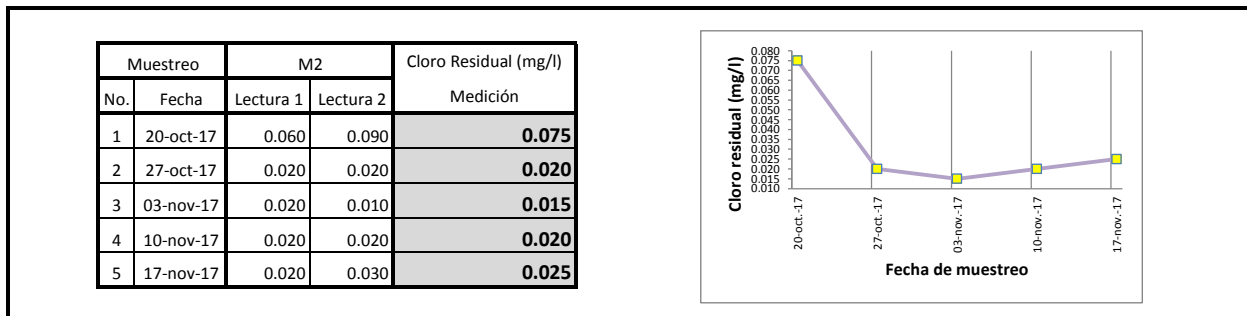 Muestreo M2 Cloro Residual (mg/l)
No. Fecha Lectura 1 Lectura 2 Medición
1 20-oct-17 0.060 0.090 0.075
2 27-oct-17 0.020 0.020 0.020
3 03-nov-17 0.020 0.010 0.015
4 10-nov-17 0.020 0.020 0.020
5 17-nov-17 0.020 0.030 0.025
Cloro residual (mg/l)
0.080
0.075
0.070
0.065
0.060
0.055
0.050
0.045
0.040
0.035
0.030
0.025
0.020
0.015
0.010
20-oct.-17
27-oct.-17
03-nov.-17
10-nov.-17
17-nov.-17
Fecha de muestreo